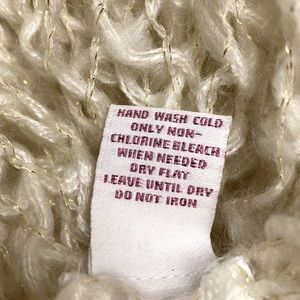 HAND WASH COLD
ONLY NON-
CHLORINE BLEACH
WHEN NEEDED
DRY FLAT
LEAVE UNTIL DRY
DO NOT IRON